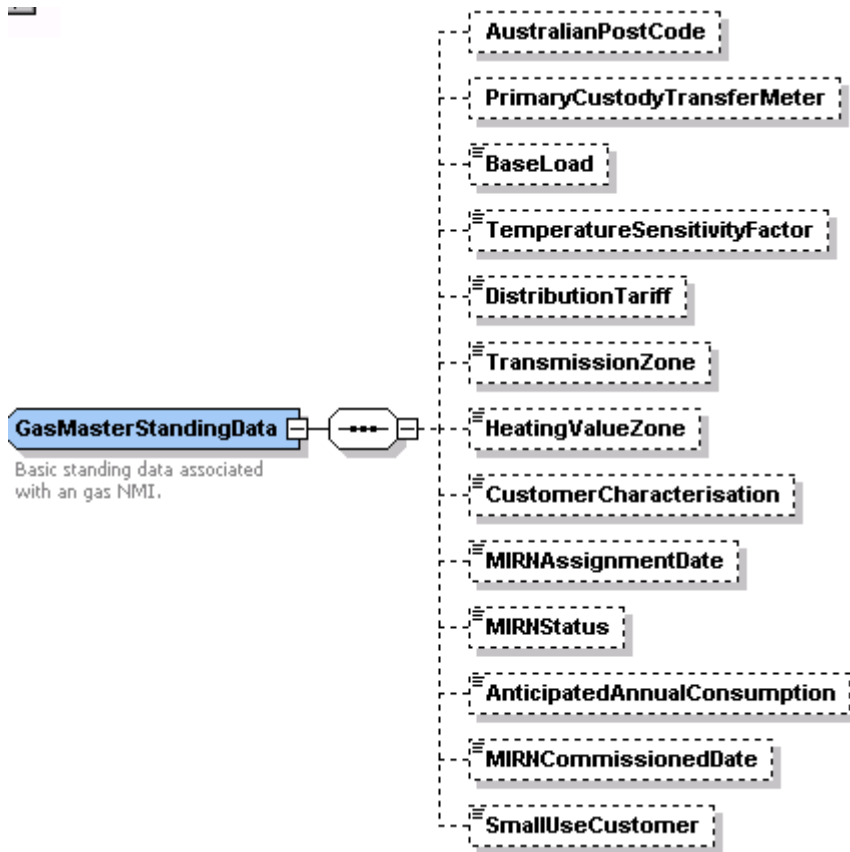 AustralianPostCode
PrimaryCustodyTransferMeter
BaseLoad
TemperatureSensitivityFactor
DistributionTariff
TransmissionZone
GasMasterStandingData
Basic standing data associated
with an gas NMI.
HeatingValueZone
CustomerCharacterisation
MIRNAssignmentDate
MIRNStatus
AnticipatedAnnualConsumption
MIRNCommissionedDate
SmallUseCustomer